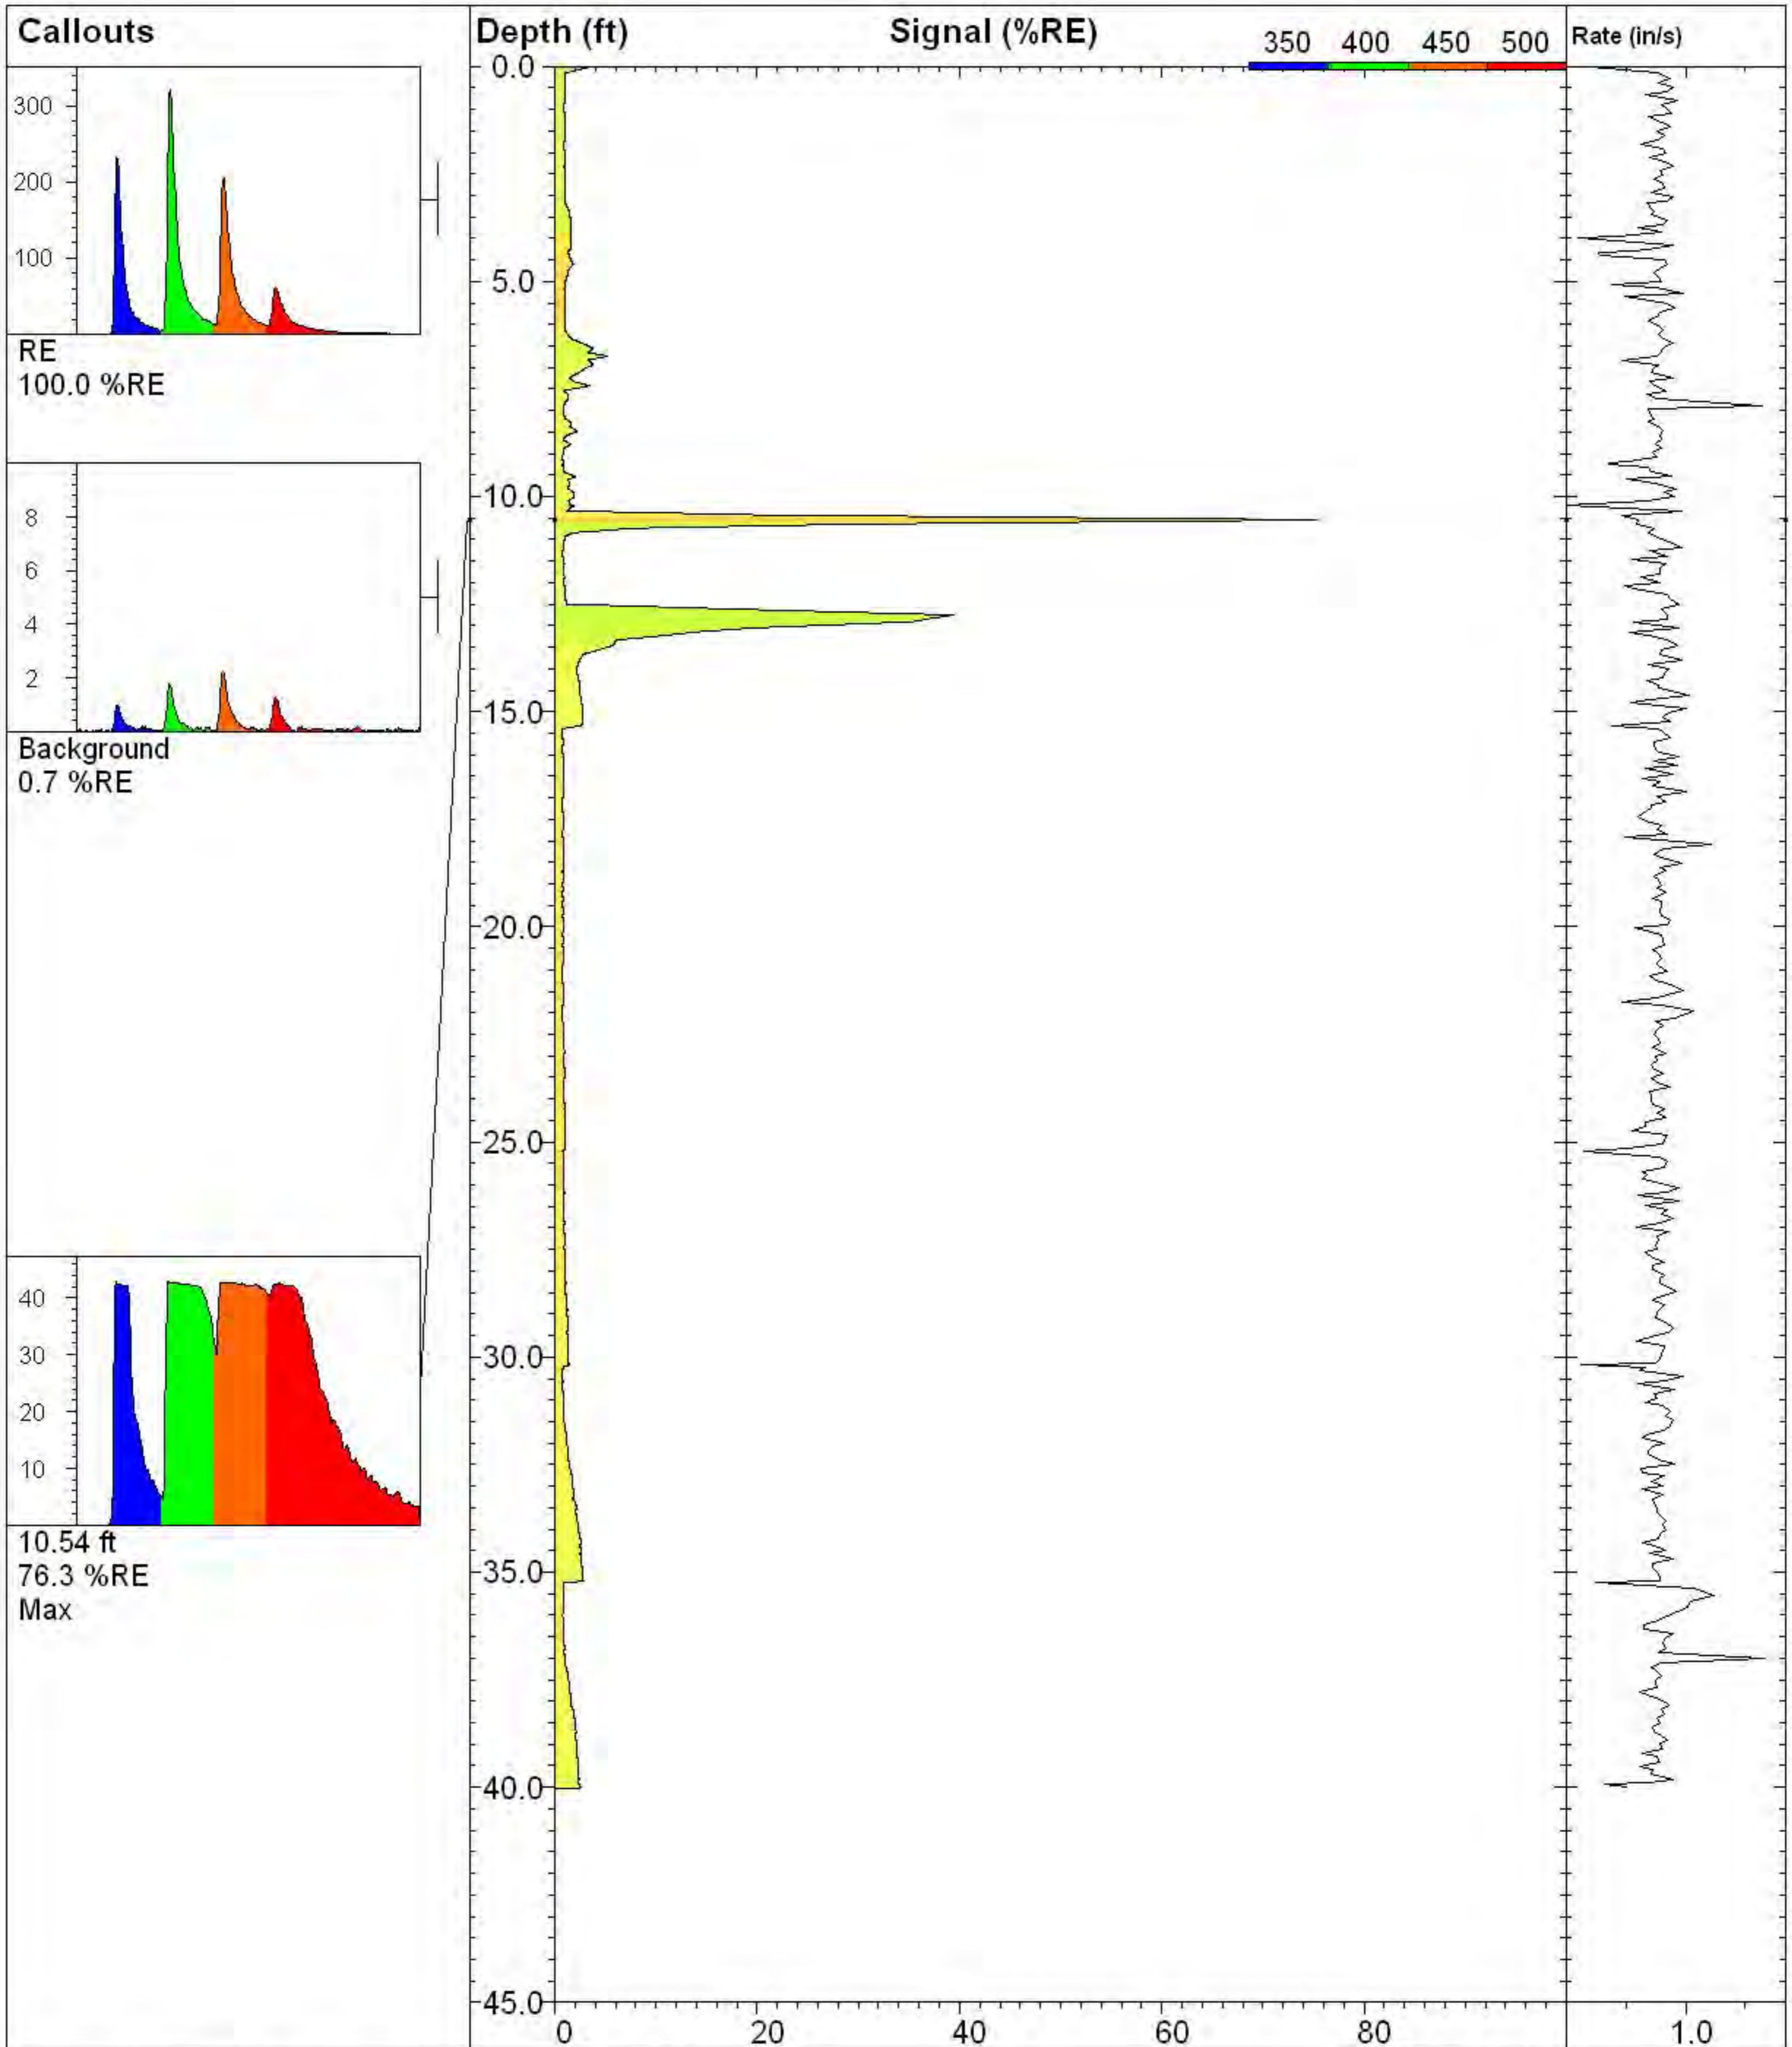 Callouts
Depth (ft)
Signal (%RE)
350 400 450 500
Rate (in/s)
300
200
100
RE
100.0 %RE
8
6
4
2
Background
0.7 %RE
40
30
20
10
10.54 ft
76.3 %RE
Max
0.0
5.0
10.0
15.0
20.0
25.0
30.0
35.0
40.0
45.0
0 20 40 60 80
1.0